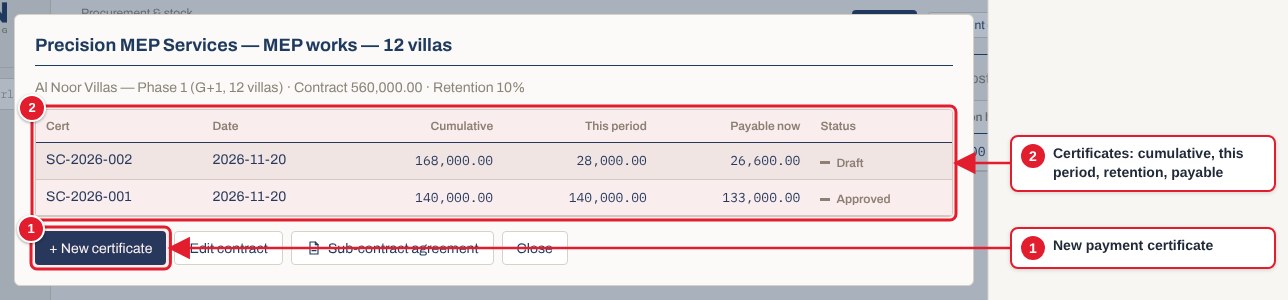 Procurement & stock
Precision MEP Services — MEP works — 12 villas
Al Noor Villas — Phase 1 (G+1, 12 villas) · Contract 560,000.00 · Retention 10%
2
Cert Date Cumulative This period Payable now Status
SC-2026-002 2026-11-20 168,000.00 28,000.00 26,600.00 Draft
SC-2026-001 2026-11-20 140,000.00 140,000.00 133,000.00 Approved
1
+ New certificate Edit contract Sub-contract agreement Close
2 Certificates: cumulative, this
period, retention, payable
1 New payment certificate